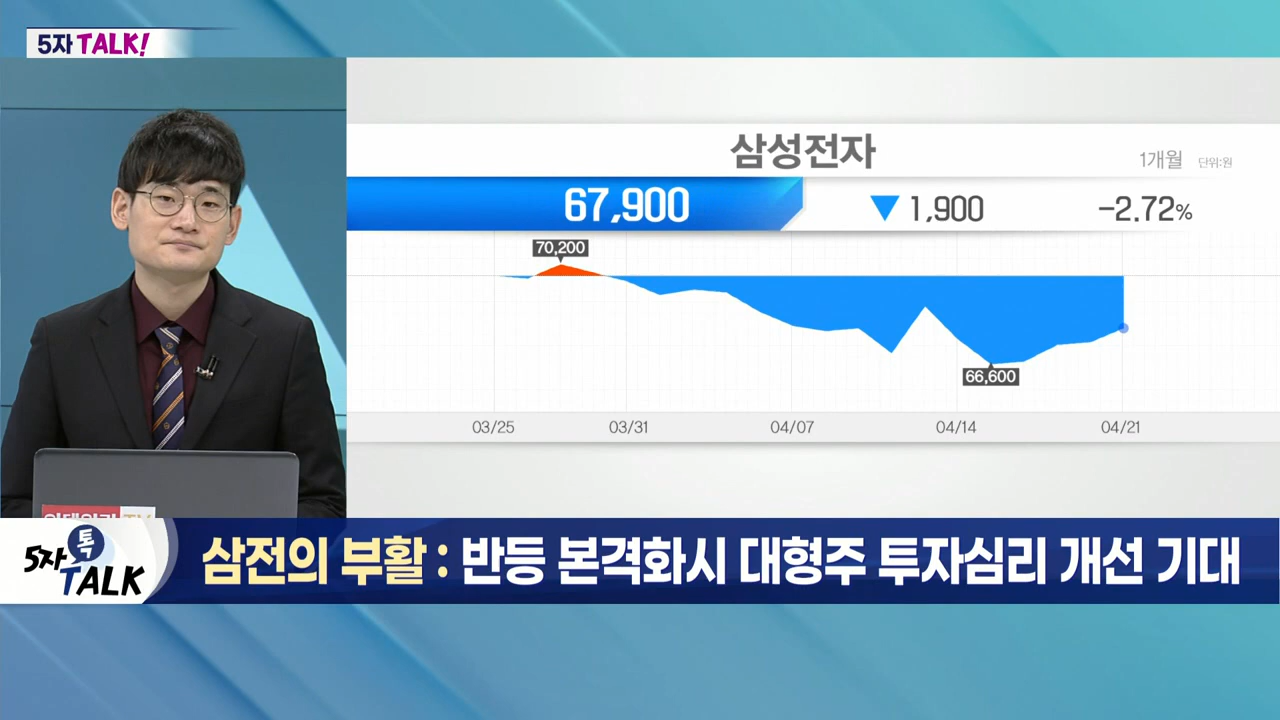 5자 TALK!
삼성전자
1개월 단위:원
67,900 ▼ 1,900 -2.72%
70,200
66,600
03/25 03/31 04/07 04/14 04/21
5자 톡 TALK
삼전의 부활 : 반등 본격화시 대형주 투자심리 개선 기대